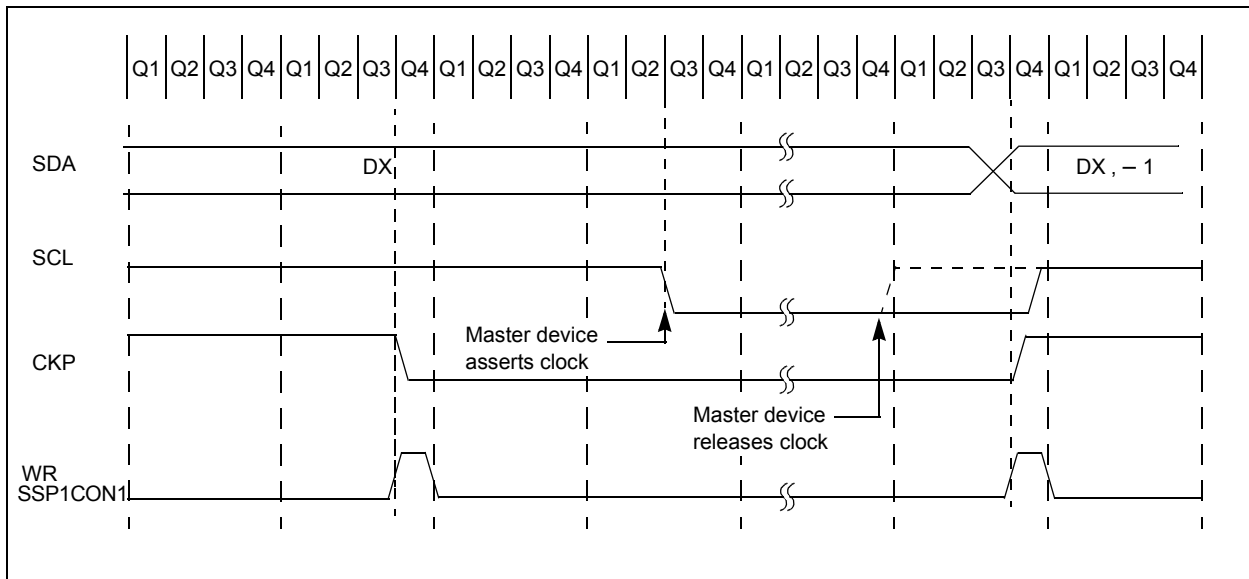 Q1 Q2 Q3 Q4 Q1 Q2 Q3 Q4 Q1 Q2 Q3 Q4 Q1 Q2 Q3 Q4 Q1 Q2 Q3 Q4 Q1 Q2 Q3 Q4 Q1 Q2 Q3 Q4
SDA
DX
DX , – 1
SCL
Master device
asserts clock
CKP
Master device
releases clock
WR
SSP1CON1